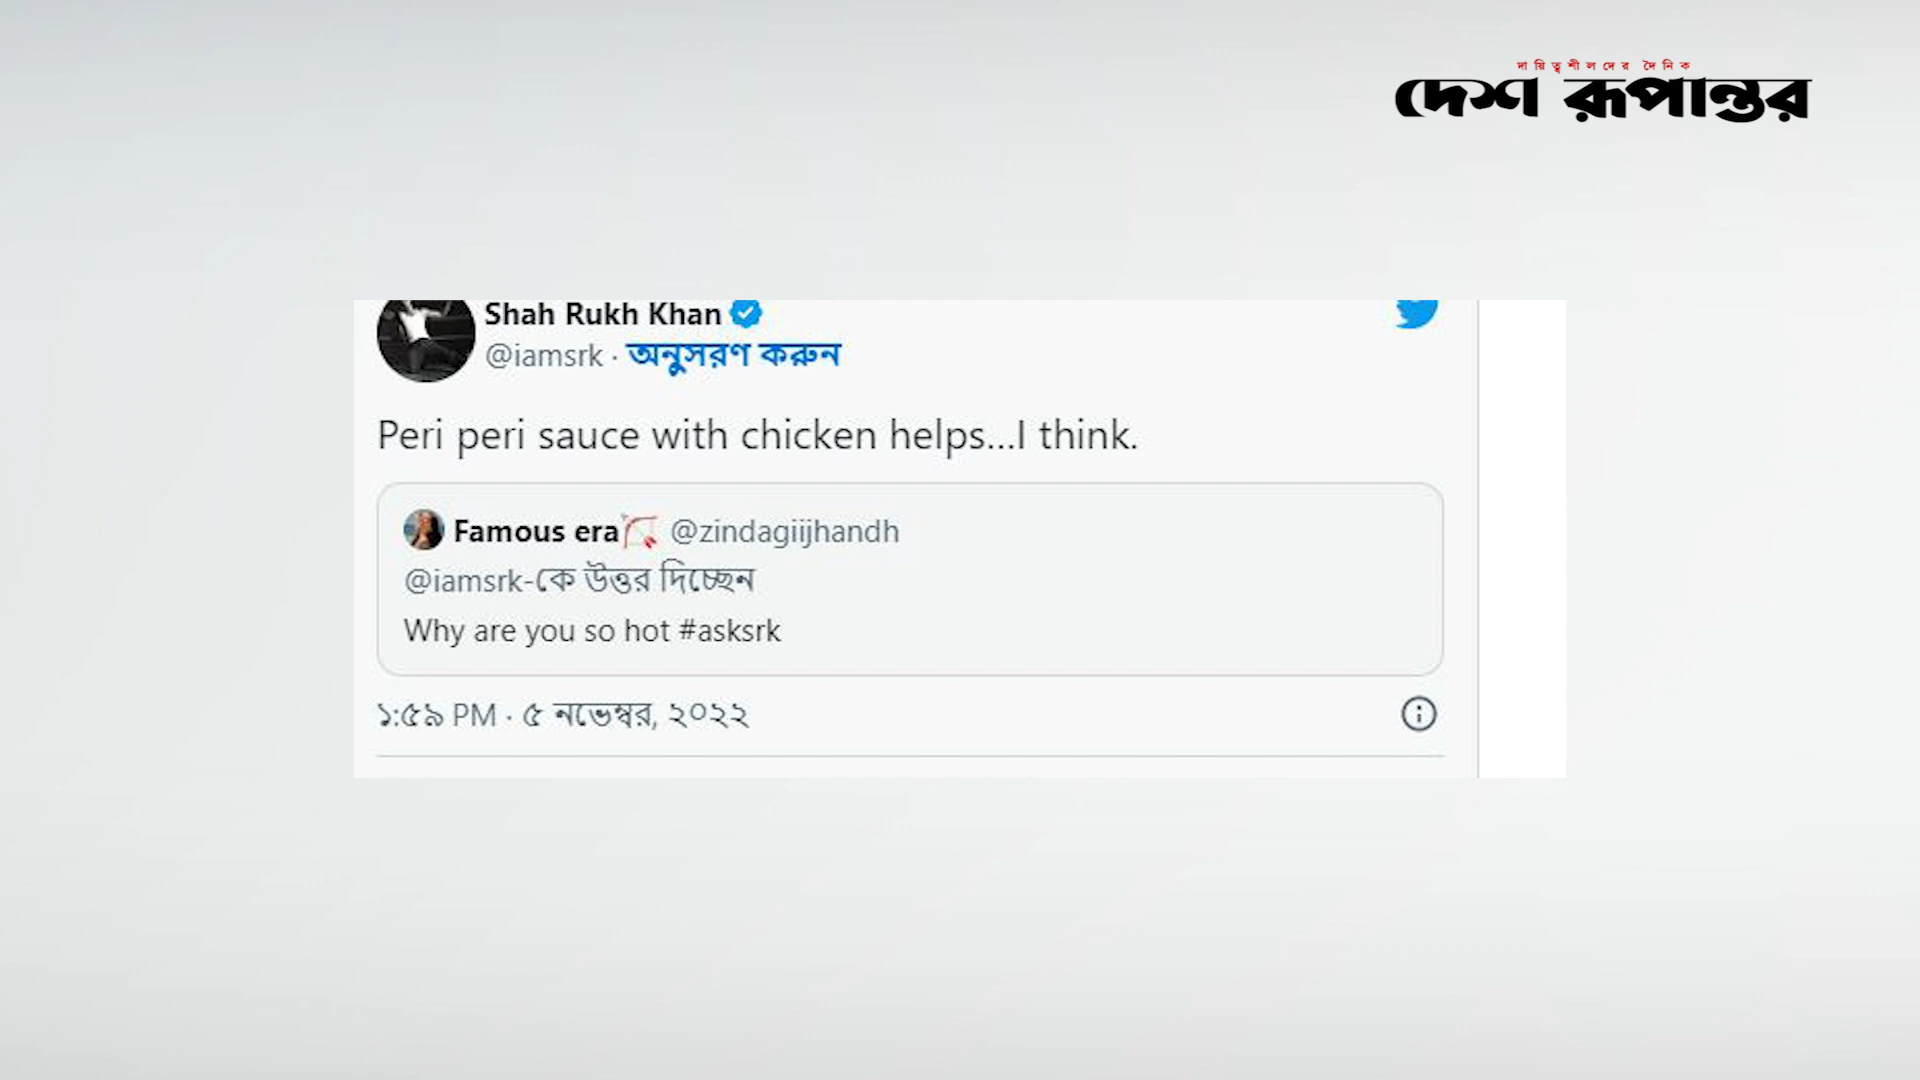 দায়িত্বশীলদের দৈনিক
দেশ রূপান্তর
Shah Rukh Khan
@iamsrk · অনুসরণ করুন
Peri peri sauce with chicken helps...I think.
Famous era🏹 @zindagiijhandh
@iamsrk-কে উত্তর দিচ্ছেন
Why are you so hot #asksrk
১:৫৯ PM · ৫ নভেম্বর, ২০২২